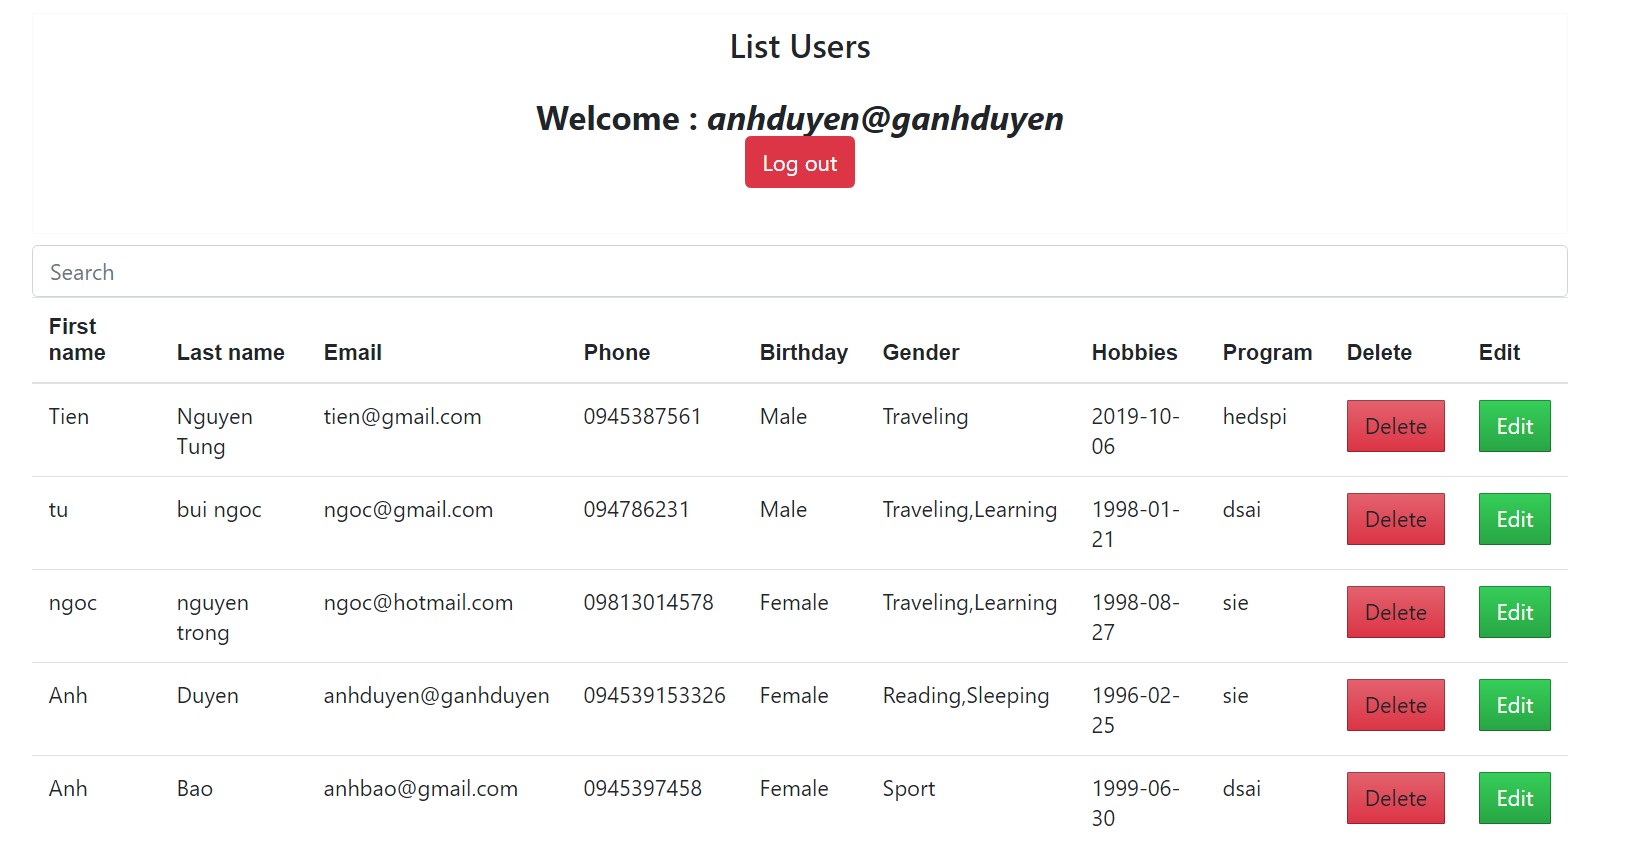 List Users
Welcome : anhduyen@ganhduyen
Log out
Search
First name Last name Email Phone Birthday Gender Hobbies Program Delete Edit
Tien Nguyen Tung tien@gmail.com 0945387561 Male Traveling 2019-10-06 hedspi Delete Edit
tu bui ngoc ngoc@gmail.com 094786231 Male Traveling,Learning 1998-01-21 dsai Delete Edit
ngoc nguyen trong ngoc@hotmail.com 09813014578 Female Traveling,Learning 1998-08-27 sie Delete Edit
Anh Duyen anhduyen@ganhduyen 094539153326 Female Reading,Sleeping 1996-02-25 sie Delete Edit
Anh Bao anhbao@gmail.com 0945397458 Female Sport 1999-06-30 dsai Delete Edit